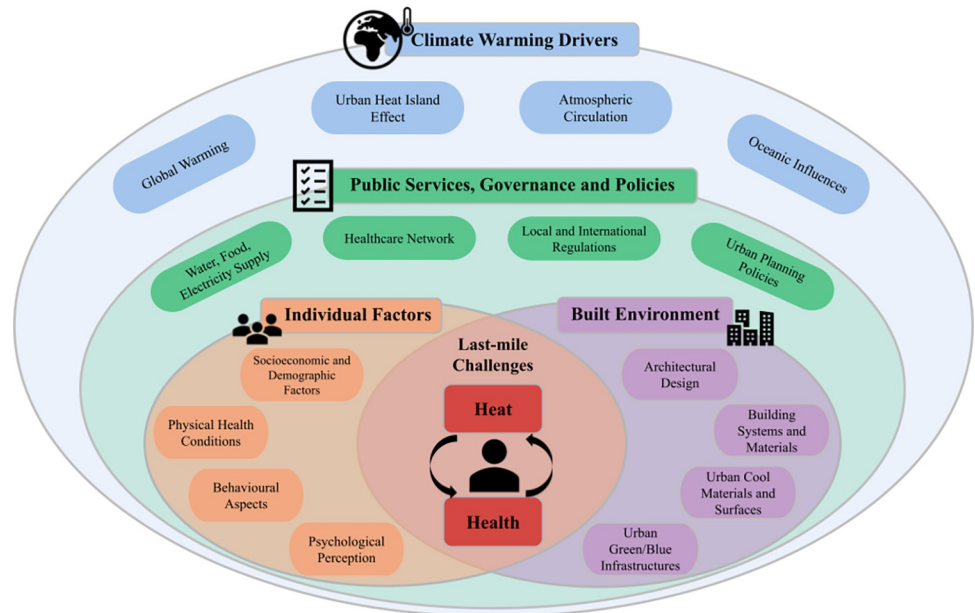 Climate Warming Drivers
Urban Heat Island
Effect
Atmospheric
Circulation
Global Warming
Oceanic Influences
Public Services, Governance and Policies
Water, Food,
Electricity Supply
Healthcare Network
Local and International
Regulations
Urban Planning
Policies
Individual Factors
Built Environment
Last-mile
Challenges
Socioeconomic and
Demographic
Factors
Physical Health
Conditions
Behavioural
Aspects
Psychological
Perception
Heat
Health
Architectural
Design
Building
Systems and
Materials
Urban Cool
Materials and
Surfaces
Urban
Green/Blue
Infrastructures